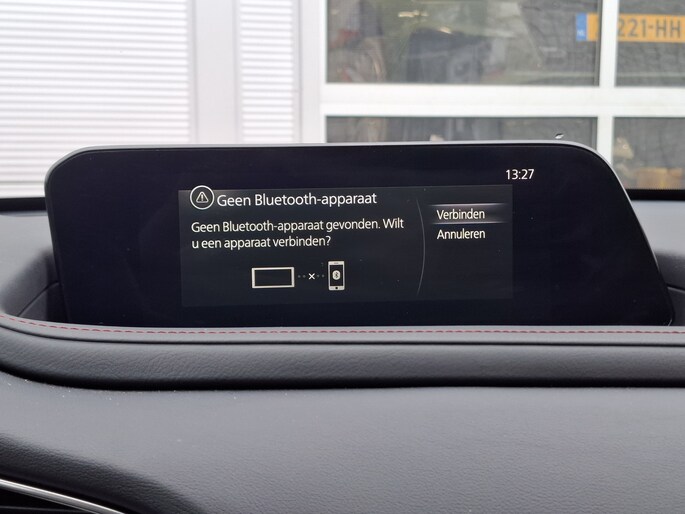 221-HH
13:27
Geen Bluetooth-apparaat
Geen Bluetooth-apparaat gevonden. Wilt
u een apparaat verbinden?
Verbinden
Annuleren